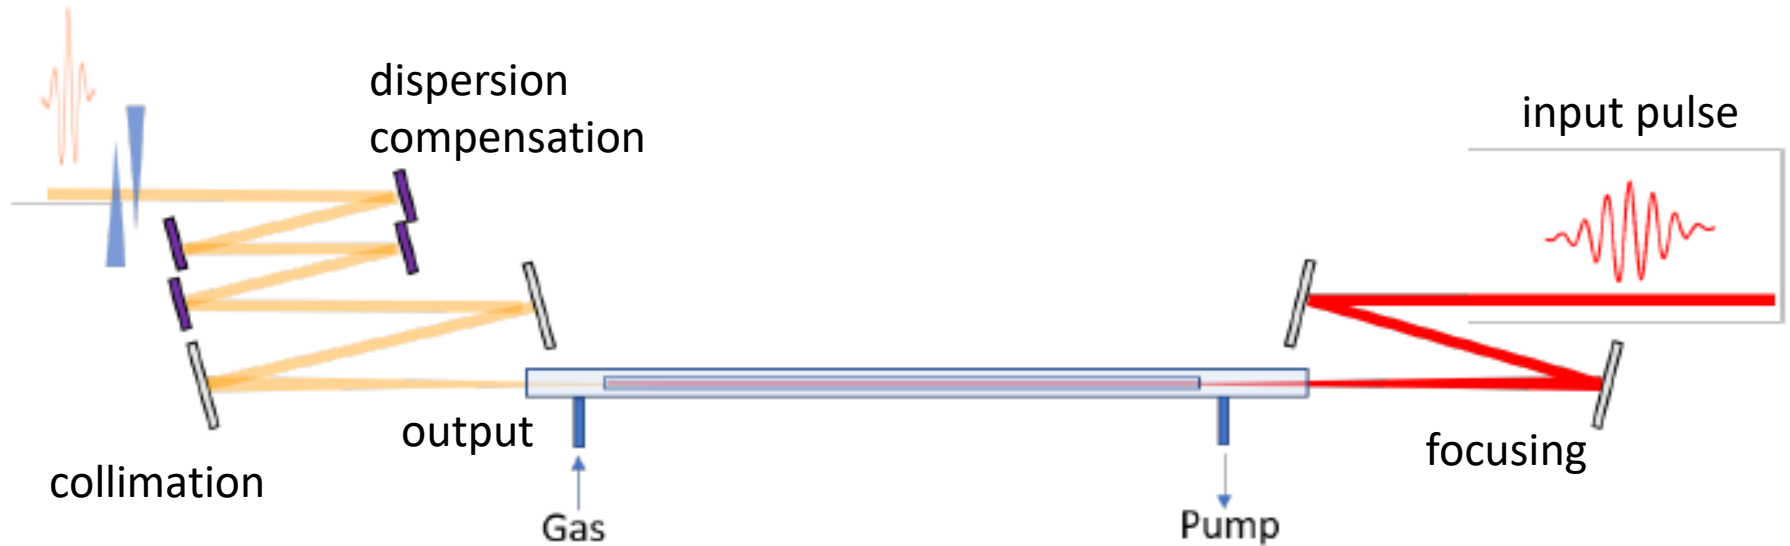 dispersion
compensation
input pulse
output
focusing
collimation
Gas
Pump